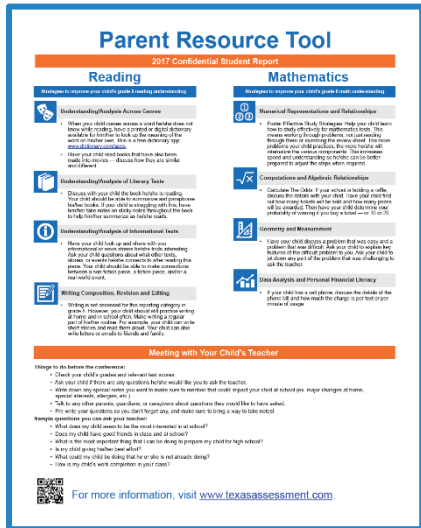 Parent Resource Tool
2017 Confidential Student Report
Reading
Strategies to improve your child's grade 8 reading understanding
Understanding/Analysis Across Genres
• When your child comes across a word he/she does not
know while reading, have a printed or digital dictionary
available for him/her to look up the meaning of the
word on his/her own. This is a free dictionary app:
www.dictionary.com/apps.
• Have your child read books that have also been
made into movies — discuss how they are similar
and different.
Understanding/Analysis of Literary Texts
• Discuss with your child the book he/she is reading.
Your child should be able to summarize and paraphrase
his/her books. If your child is struggling with this, have
him/her take notes on sticky notes throughout the book
to help him/her summarize as he/she reads.
Understanding/Analysis of Informational Texts
• Have your child look up and share with you
informational or news stories he/she finds interesting.
Ask your child questions about what other texts,
stories, or events he/she connects to after reading this
piece. Your child should be able to make connections
between a non-fiction piece, a fiction piece, and/or a
real world event.
Writing Composition, Revision and Editing
• Writing is not assessed for this reporting category in
grade 8. However, your child should still practice writing
at home and in school often. Make writing a regular
part of his/her routine. For example, your child can write
short stories and read them aloud. Your child can also
write letters or emails to friends and family.
Mathematics
Strategies to improve your child's grade 8 math understanding
Numerical Representations and Relationships
• Foster Effective Study Strategies. Help your child learn
how to study effectively for mathematics tests. This
means working through problems, not just reading
through them or skimming the review sheet. The more
problems your child practices, the more he/she will
internalize the various components. This increases
speed and understanding so he/she can be better
prepared to adjust the steps when required.
Computations and Algebraic Relationships
• Calculate The Odds: If your school is holding a raffle,
discuss the details with your child. Have your child find
out how many tickets will be sold and how many prizes
will be awarded. Then have your child determine your
probability of winning if you buy a ticket — or 10 or 20.
Geometry and Measurement
• Have your child discuss a problem that was easy and a
problem that was difficult. Ask your child to explain key
features of the difficult problem to you. Ask your child to
jot down any part of the problem that was challenging to
ask the teacher.
Data Analysis and Personal Financial Literacy
• If your child has a cell phone, discuss the details of the
phone bill and how much the charge is per text or per
minute of usage.
Meeting with Your Child's Teacher
Things to do before the conference:
• Check your child's grades and relevant test scores.
• Ask your child if there are any questions he/she would like you to ask the teacher.
• Write down any special notes you want to make sure to mention that could impact your child at school (ex. major changes at home,
special interests, allergies, etc.)
• Talk to any other parents, guardians, or caregivers about questions they would like to have asked.
• Pre-write your questions so you don't forget any, and make sure to bring a way to take notes!
Sample questions you can ask your teacher:
• What does my child seem to be the most interested in at school?
• Does my child have good friends in class and at school?
• What is the most important thing that I can be doing to prepare my child for high school?
• Is my child giving his/her best effort?
• What could my child be doing that he or she is not already doing?
• How is my child's work completion in your class?
For more information, visit www.texasassessment.com.